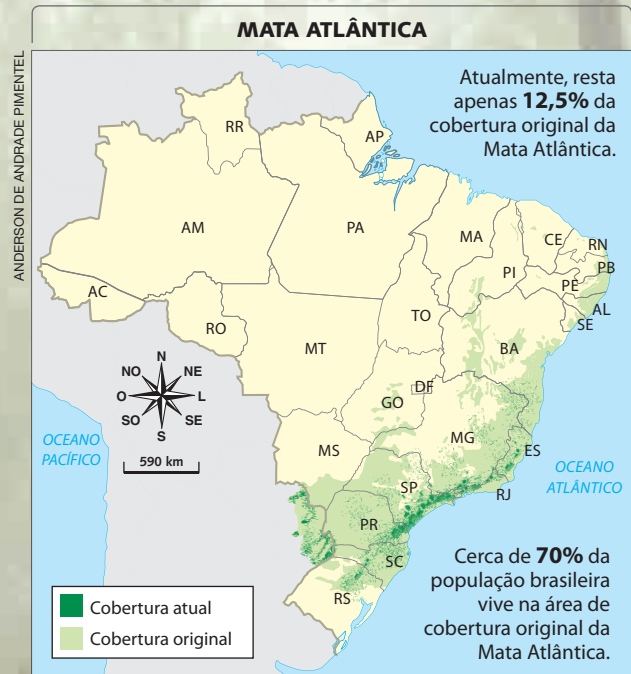 MATA ATLÂNTICA
ANDERSON DE ANDRADE PIMENTEL
Atualmente, resta
apenas 12,5% da
cobertura original da
Mata Atlântica.
RR
AP
AM
PA
MA
CE
RN
PB
PI
PE
AL
SE
AC
RO
TO
BA
MT
DF
GO
MG
ES
MS
SP
RJ
PR
SC
RS
N
NO
NE
O
L
SO
SE
S
590 km
OCEANO
PACÍFICO
OCEANO
ATLÂNTICO
Cerca de 70% da
população brasileira
vive na área de
cobertura original da
Mata Atlântica.
Cobertura atual
Cobertura original